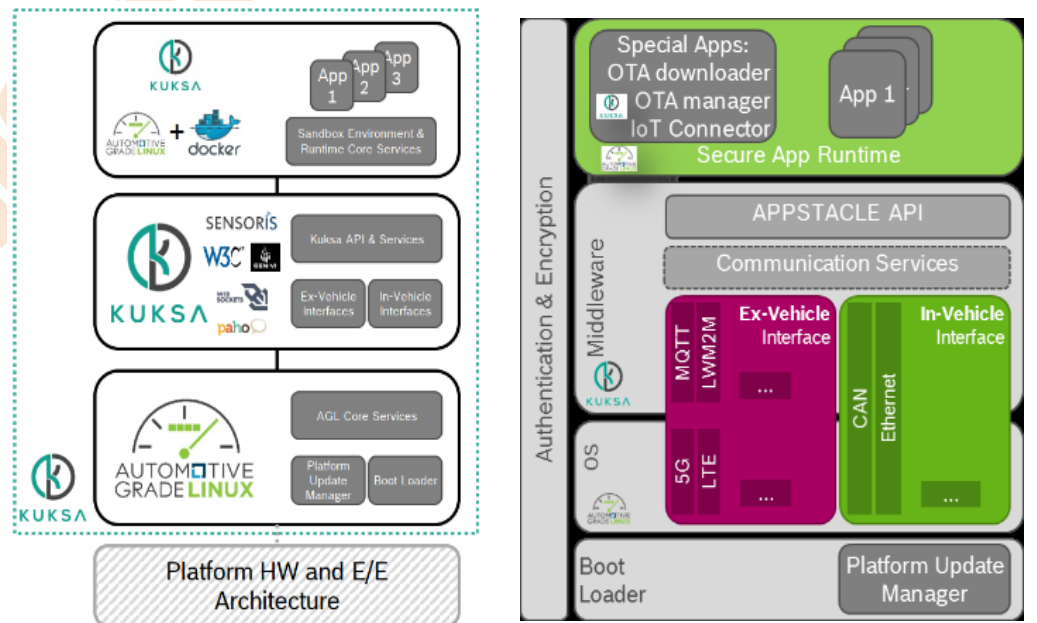 KUKSA
AUTOMOTIVE
GRADE LINUX
+
docker
App
1
App
2
App
3
Sandbox Environment &
Runtime Core Services
SENSORIS
W3C
GENIVI
WEB
SOCKETS
paho
KUKSA
Kuksa API & Services
Ex-Vehicle
Interfaces
In-Vehicle
Interfaces
AUTOMOTIVE
GRADE LINUX
AGL Core Services
Platform
Update
Manager
Boot Loader
KUKSA
Platform HW and E/E
Architecture
Authentication & Encryption
Special Apps:
OTA downloader
OTA manager
IoT Connector
App 1
Secure App Runtime
Middleware
KUKSA
APPSTACLE API
Communication Services
MQTT
LWM2M
Ex-Vehicle
Interface
...
5G
LTE
...
CAN
Ethernet
In-Vehicle
Interface
...
OS
Boot
Loader
Platform Update
Manager